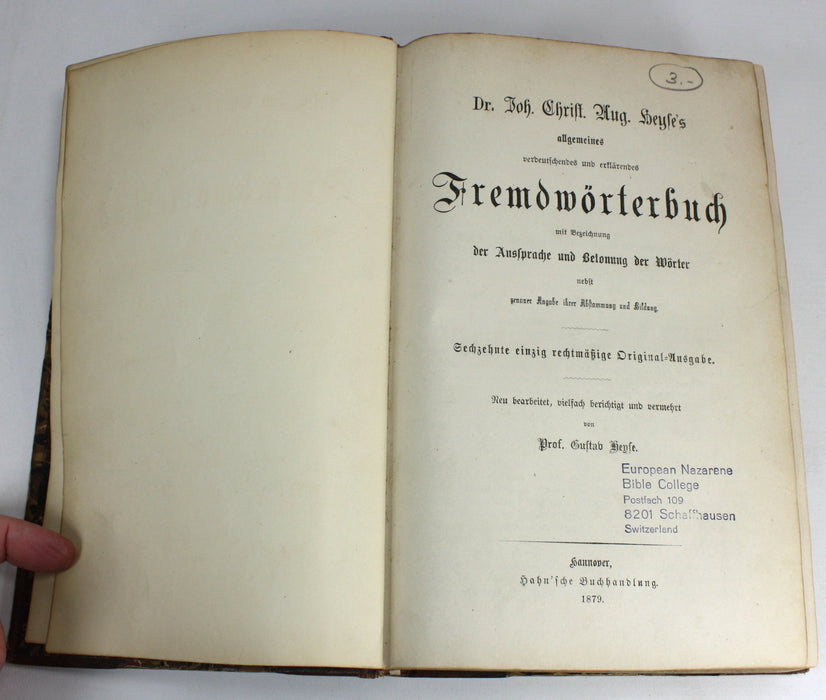 3.-
Dr. Joh. Christ. Aug. Heyse's
allgemeines
verdeutschendes und erklärendes
Fremdwörterbuch
mit Bezeichnung
der Aussprache und Betonung der Wörter
nebst
genauer Angabe ihrer Abstammung und Bildung.
Sechzehnte einzig rechtmäßige Original-Ausgabe.
Neu bearbeitet, vielfach berichtigt und vermehrt
von
Prof. Gustav Heyse.
European Nazarene
Bible College
Postfach 109
8201 Schaffhausen
Switzerland
Hannover,
Hahn'sche Buchhandlung.
1879.